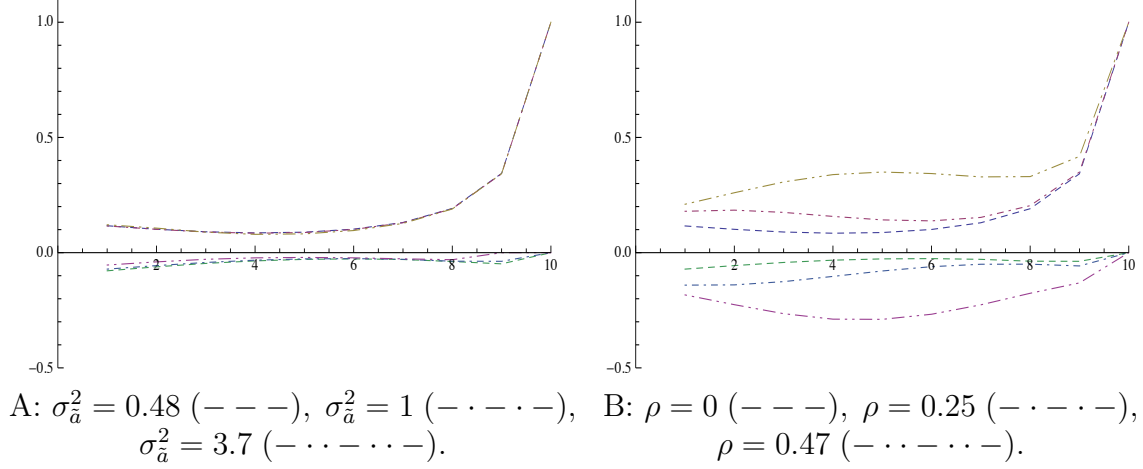 1.0
0.5
0.0
2 4 6 8 10
−0.5
1.0
0.5
0.0
2 4 6 8 10
−0.5
A: σ²_ã = 0.48 (− − −), σ²_ã = 1 (− · − · −),
σ²_ã = 3.7 (− · · − · · −).
B: ρ = 0 (− − −), ρ = 0.25 (− · − · −),
ρ = 0.47 (− · · − · · −).